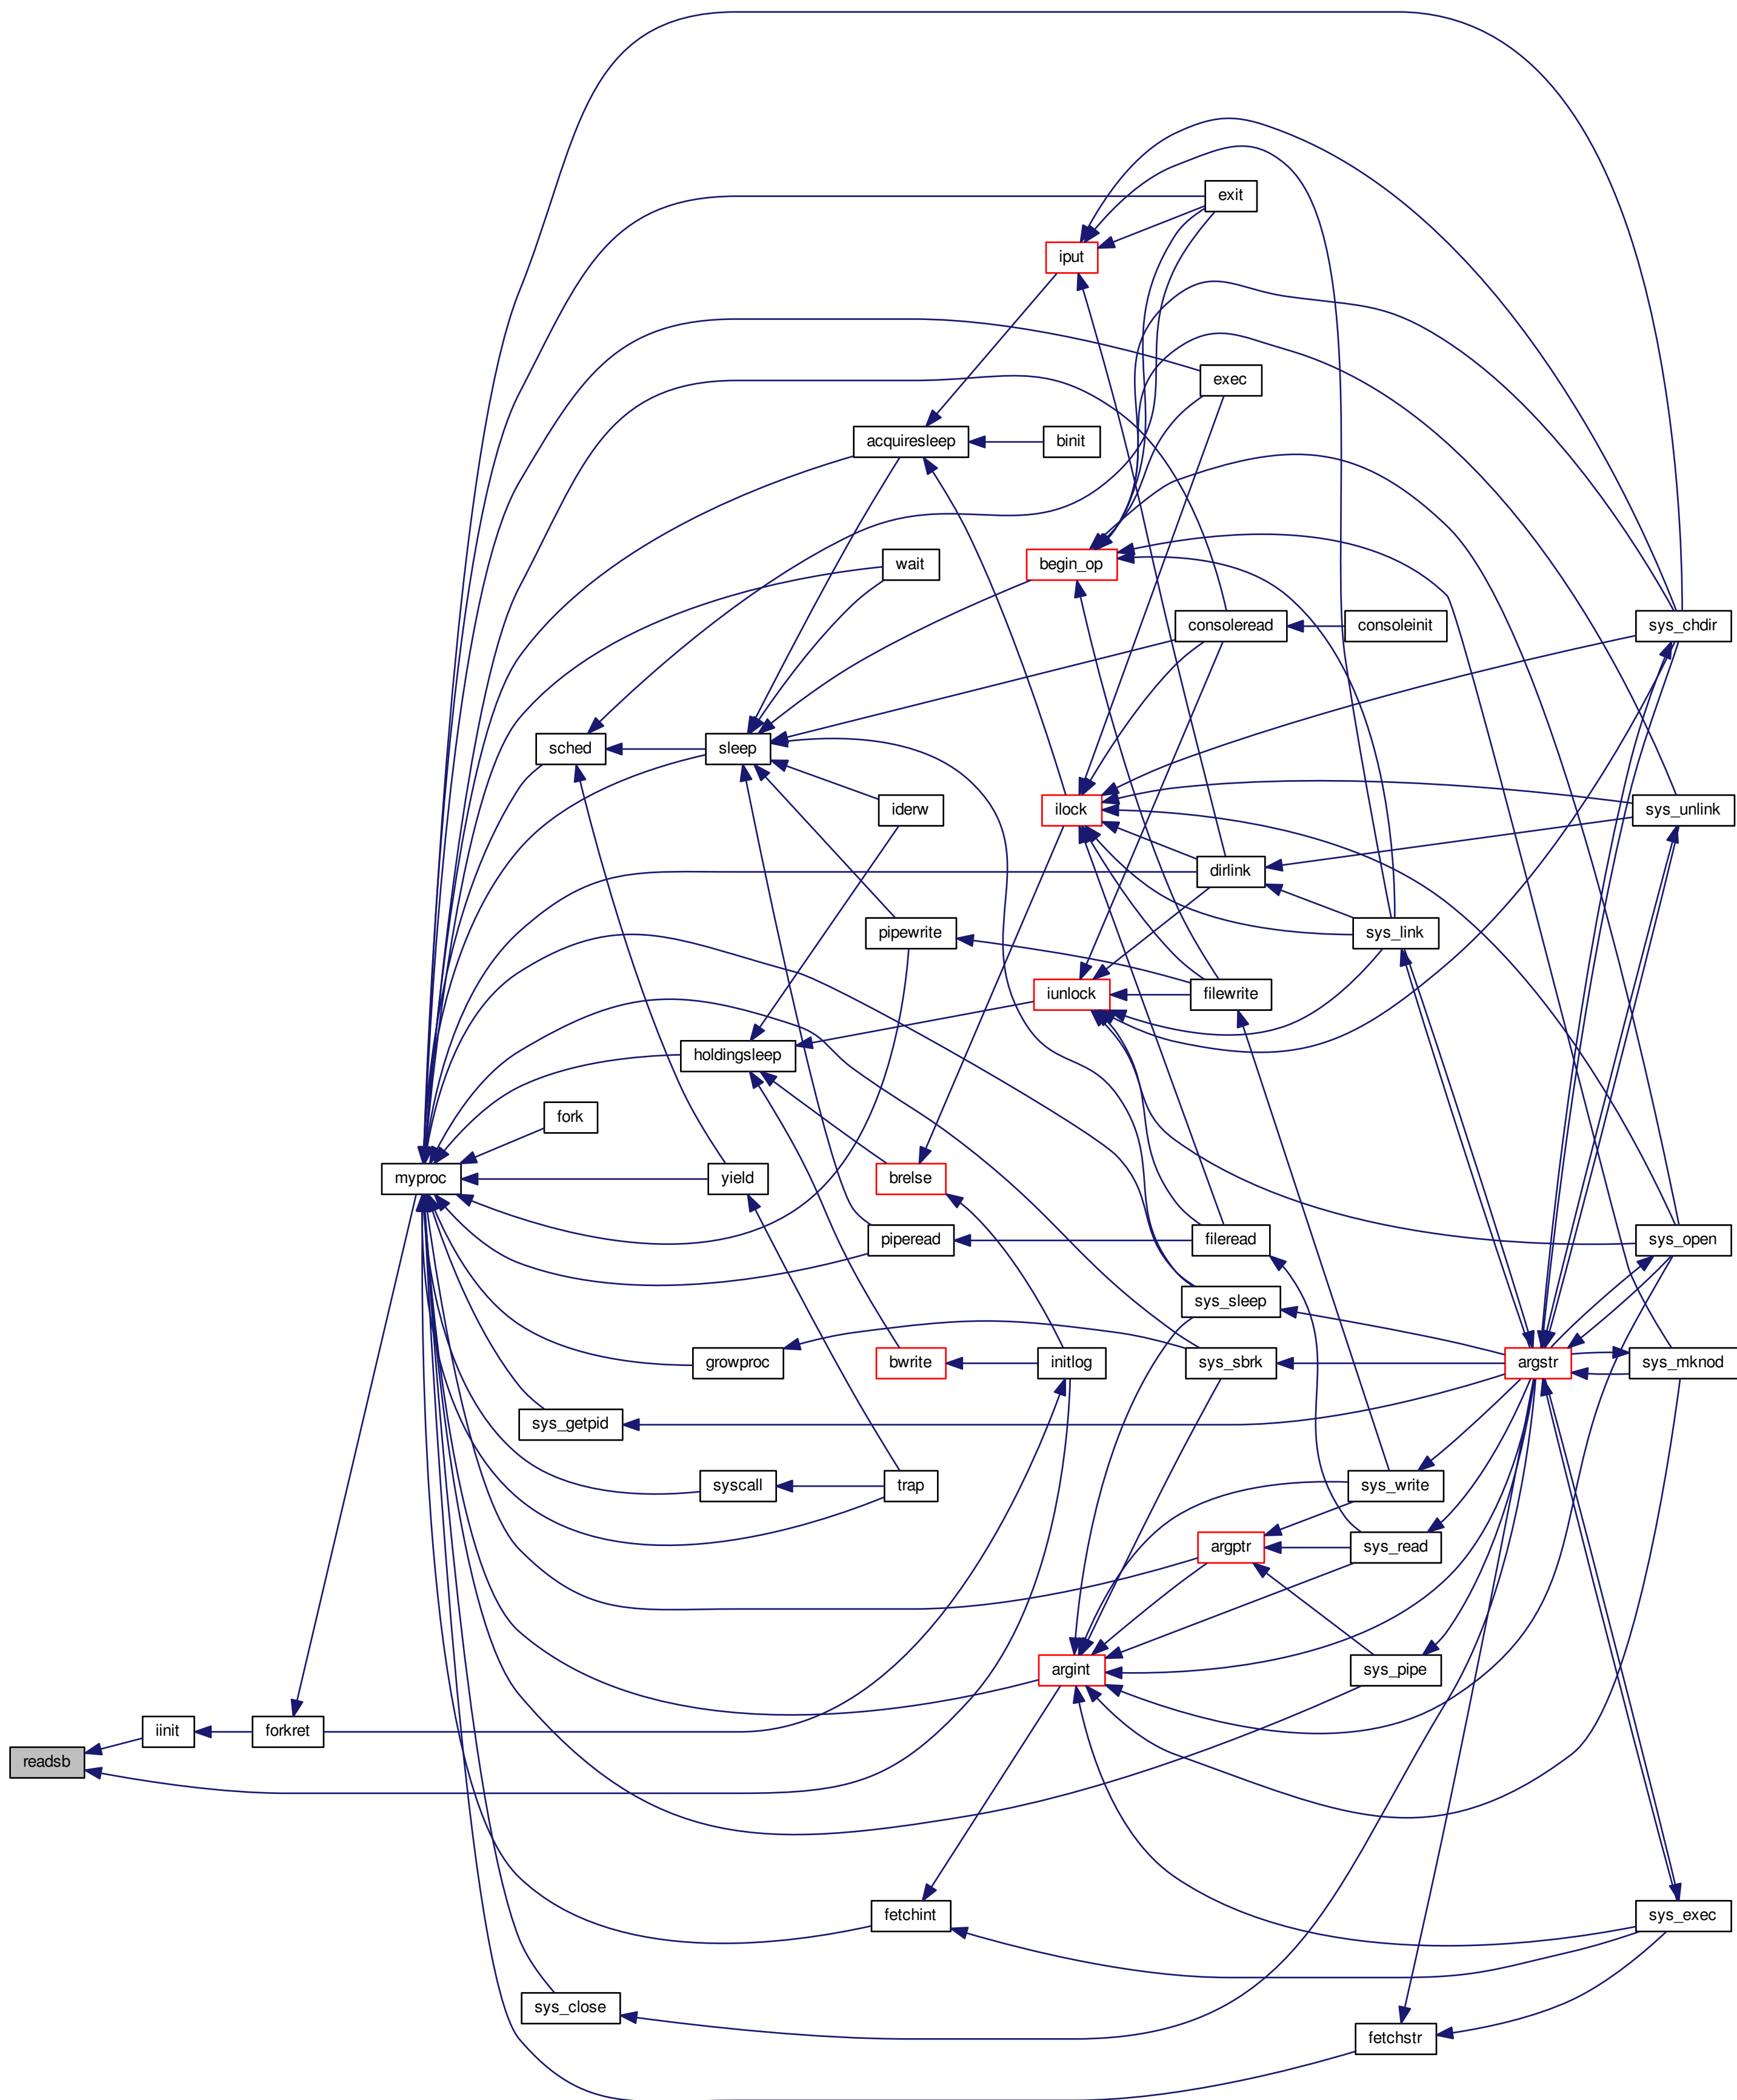 exit
iput
exec
acquiresleep
binit
wait
begin_op
consoleread
consoleinit
sys_chdir
sched
sleep
iderw
ilock
sys_unlink
dirlink
pipewrite
sys_link
iunlock
filewrite
holdingsleep
fork
myproc
yield
brelse
piperead
fileread
sys_open
sys_sleep
growproc
bwrite
initlog
sys_sbrk
argstr
sys_mknod
sys_getpid
syscall
trap
sys_write
argptr
sys_read
argint
sys_pipe
iinit
forkret
readsb
fetchint
sys_exec
sys_close
fetchstr